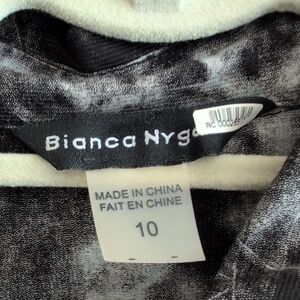 Bianca Nyg
MADE IN CHINA
FAIT EN CHINE
10